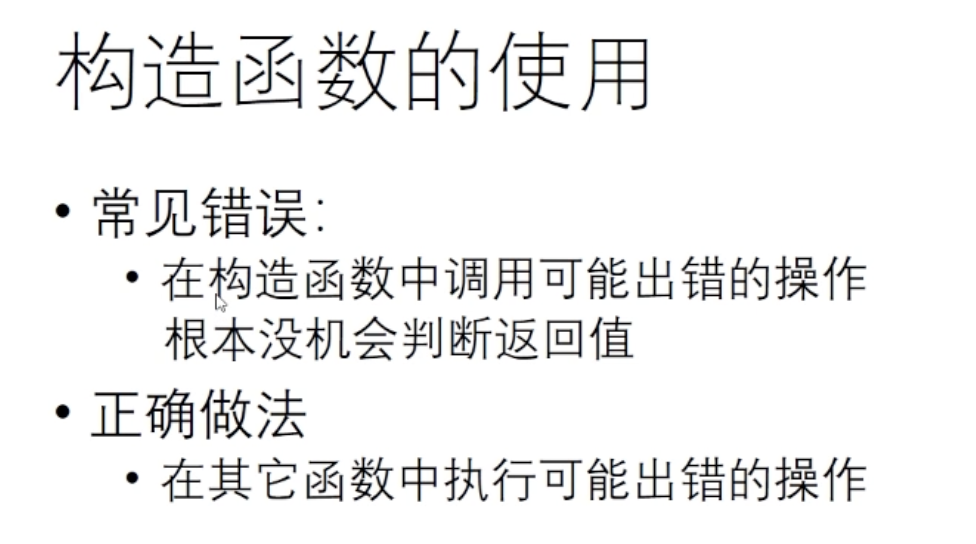 构造函数的使用
• 常见错误：
• 在构造函数中调用可能出错的操作
根本没机会判断返回值
• 正确做法
• 在其它函数中执行可能出错的操作